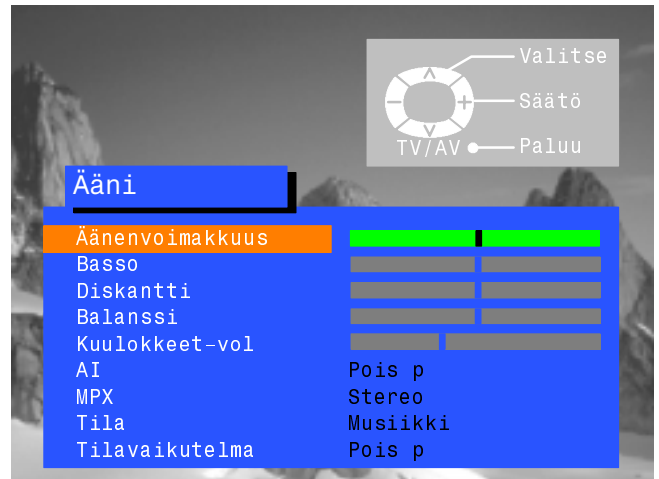 Valitse
Säätö
TV/AV Paluu
Ääni
Äänenvoimakkuus
Basso
Diskantti
Balanssi
Kuulokkeet-vol
AI Pois p
MPX Stereo
Tila Musiikki
Tilavaikutelma Pois p